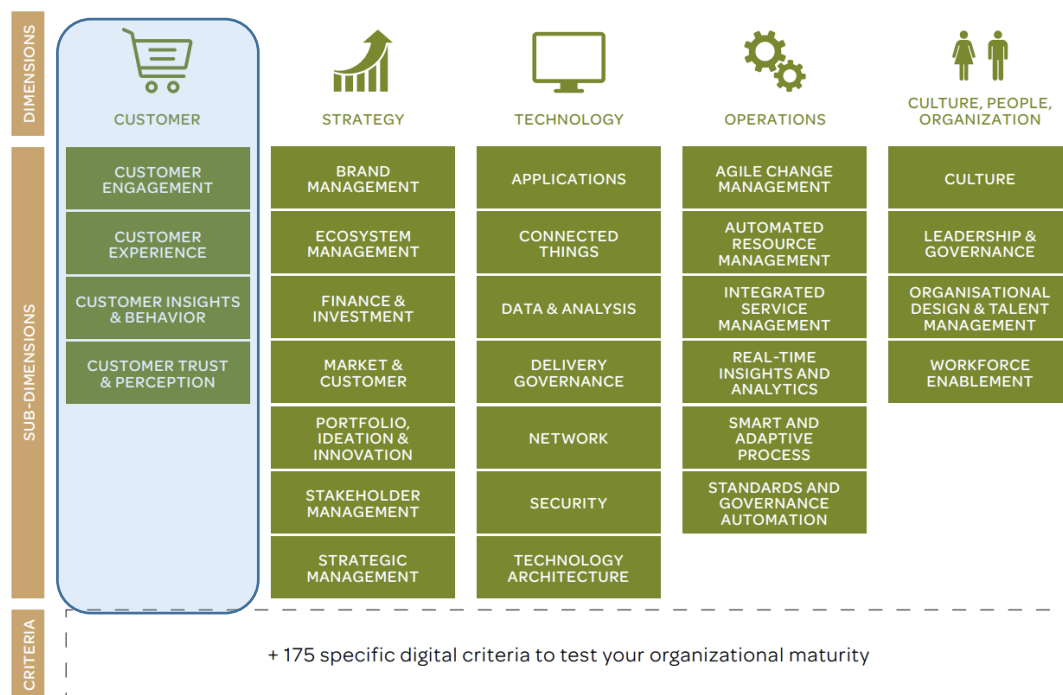 DIMENSIONS
CUSTOMER
STRATEGY
TECHNOLOGY
OPERATIONS
CULTURE, PEOPLE,
ORGANIZATION
SUB-DIMENSIONS
CUSTOMER
ENGAGEMENT
CUSTOMER
EXPERIENCE
CUSTOMER INSIGHTS
& BEHAVIOR
CUSTOMER TRUST
& PERCEPTION
BRAND
MANAGEMENT
ECOSYSTEM
MANAGEMENT
FINANCE &
INVESTMENT
MARKET &
CUSTOMER
PORTFOLIO,
IDEATION &
INNOVATION
STAKEHOLDER
MANAGEMENT
STRATEGIC
MANAGEMENT
APPLICATIONS
CONNECTED
THINGS
DATA & ANALYSIS
DELIVERY
GOVERNANCE
NETWORK
SECURITY
TECHNOLOGY
ARCHITECTURE
AGILE CHANGE
MANAGEMENT
AUTOMATED
RESOURCE
MANAGEMENT
INTEGRATED
SERVICE
MANAGEMENT
REAL-TIME
INSIGHTS AND
ANALYTICS
SMART AND
ADAPTIVE
PROCESS
STANDARDS AND
GOVERNANCE
AUTOMATION
CULTURE
LEADERSHIP &
GOVERNANCE
ORGANISATIONAL
DESIGN & TALENT
MANAGEMENT
WORKFORCE
ENABLEMENT
CRITERIA
+ 175 specific digital criteria to test your organizational maturity